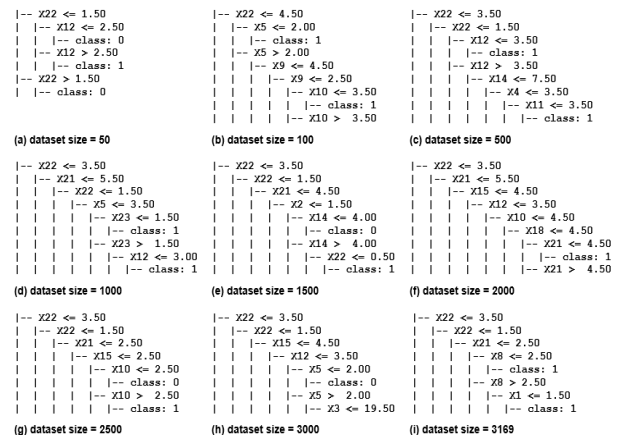 |-- X22 <= 1.50
|   |-- X12 <= 2.50
|   |   |-- class: 0
|   |-- X12 > 2.50
|   |   |-- class: 1
|-- X22 > 1.50
|   |-- class: 0
(a) dataset size = 50
|-- X22 <= 4.50
|   |-- X5 <= 2.00
|   |   |-- class: 1
|   |-- X5 > 2.00
|   |   |-- X9 <= 4.50
|   |   |   |-- X9 <= 2.50
|   |   |   |   |-- X10 <= 3.50
|   |   |   |   |   |-- class: 1
|   |   |   |   |-- X10 > 3.50
(b) dataset size = 100
|-- X22 <= 3.50
|   |-- X22 <= 1.50
|   |   |-- X12 <= 3.50
|   |   |   |-- class: 1
|   |   |-- X12 > 3.50
|   |   |   |-- X14 <= 7.50
|   |   |   |   |-- X4 <= 3.50
|   |   |   |   |   |-- X11 <= 3.50
|   |   |   |   |   |   |-- class: 1
(c) dataset size = 500
|-- X22 <= 3.50
|   |-- X21 <= 5.50
|   |   |-- X22 <= 1.50
|   |   |   |-- X5 <= 3.50
|   |   |   |   |-- X23 <= 1.50
|   |   |   |   |   |-- class: 1
|   |   |   |   |-- X23 > 1.50
|   |   |   |   |   |-- X12 <= 3.00
|   |   |   |   |   |   |-- class: 1
(d) dataset size = 1000
|-- X22 <= 3.50
|   |-- X22 <= 1.50
|   |   |-- X21 <= 4.50
|   |   |   |-- X2 <= 1.50
|   |   |   |   |-- X14 <= 4.00
|   |   |   |   |   |-- class: 0
|   |   |   |   |-- X14 > 4.00
|   |   |   |   |   |-- X22 <= 0.50
|   |   |   |   |   |   |-- class: 1
(e) dataset size = 1500
|-- X22 <= 3.50
|   |-- X21 <= 5.50
|   |   |-- X15 <= 4.50
|   |   |   |-- X12 <= 3.50
|   |   |   |   |-- X10 <= 4.50
|   |   |   |   |   |-- X18 <= 4.50
|   |   |   |   |   |   |-- X21 <= 4.50
|   |   |   |   |   |   |   |-- class: 1
|   |   |   |   |   |   |-- X21 > 4.50
(f) dataset size = 2000
|-- X22 <= 3.50
|   |-- X22 <= 1.50
|   |   |-- X21 <= 2.50
|   |   |   |-- X15 <= 2.50
|   |   |   |   |-- X10 <= 2.50
|   |   |   |   |   |-- class: 0
|   |   |   |   |-- X10 > 2.50
|   |   |   |   |   |-- class: 1
(g) dataset size = 2500
|-- X22 <= 3.50
|   |-- X22 <= 1.50
|   |   |-- X15 <= 4.50
|   |   |   |-- X12 <= 3.50
|   |   |   |   |-- X5 <= 2.00
|   |   |   |   |   |-- class: 0
|   |   |   |   |-- X5 > 2.00
|   |   |   |   |   |-- X3 <= 19.50
(h) dataset size = 3000
|-- X22 <= 3.50
|   |-- X22 <= 1.50
|   |   |-- X21 <= 2.50
|   |   |   |-- X8 <= 2.50
|   |   |   |   |-- class: 1
|   |   |   |-- X8 > 2.50
|   |   |   |   |-- X1 <= 1.50
|   |   |   |   |   |-- class: 1
(i) dataset size = 3169